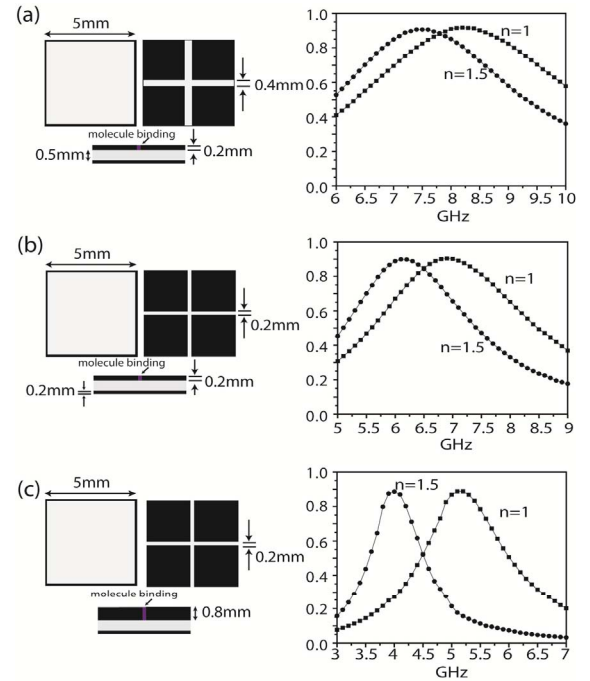 (a)
5mm
0.4mm
molecule binding
0.5mm
0.2mm
1.0
0.8
0.6
0.4
0.2
0.0
n=1
n=1.5
6 6.5 7 7.5 8 8.5 9 9.5 10
GHz
(b)
5mm
0.2mm
molecule binding
0.2mm
0.2mm
1.0
0.8
0.6
0.4
0.2
0.0
n=1
n=1.5
5 5.5 6 6.5 7 7.5 8 8.5 9
GHz
(c)
5mm
0.2mm
molecule binding
0.8mm
1.0
0.8
0.6
0.4
0.2
0.0
n=1.5
n=1
3 3.5 4 4.5 5 5.5 6 6.5 7
GHz